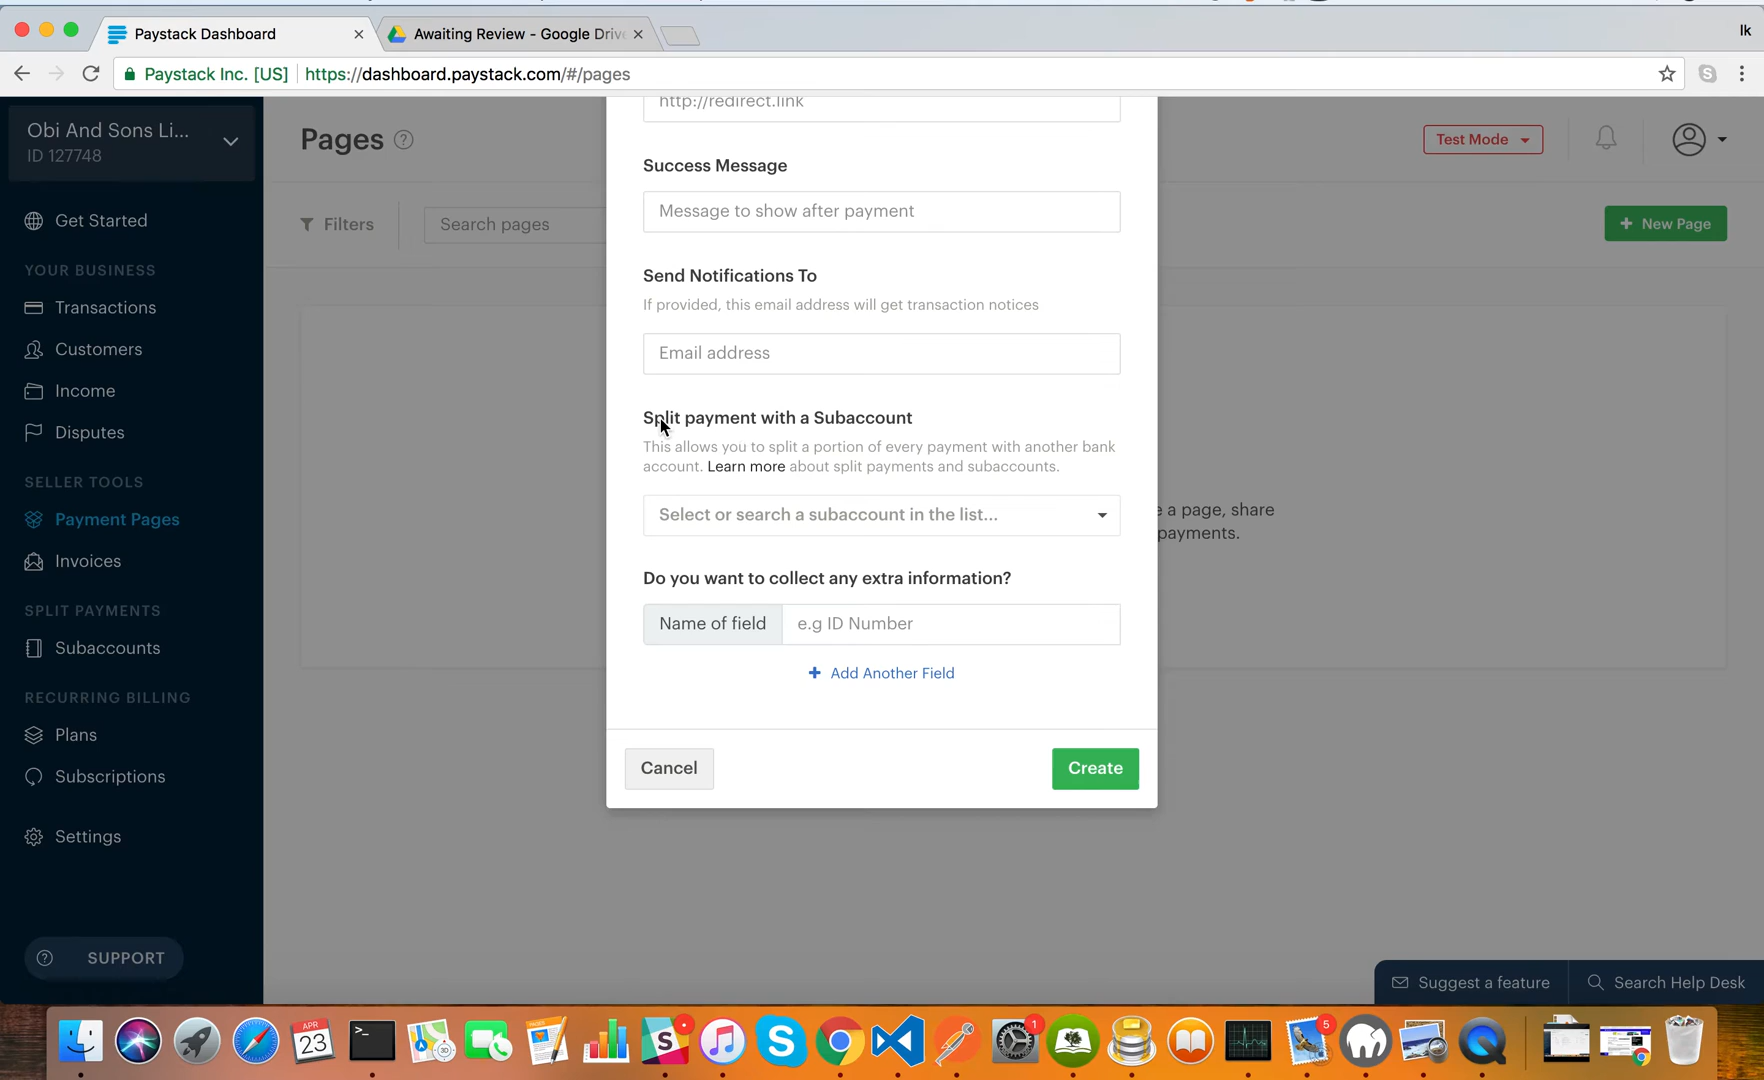 Paystack Dashboard
Awaiting Review - Google Drive
Ik
Paystack Inc. [US]
https://dashboard.paystack.com/#/pages
Obi And Sons Li...
ID 127748
Get Started
YOUR BUSINESS
Transactions
Customers
Income
Disputes
SELLER TOOLS
Payment Pages
Invoices
SPLIT PAYMENTS
Subaccounts
RECURRING BILLING
Plans
Subscriptions
Settings
SUPPORT
Pages
Test Mode
Filters
Search pages
New Page
http://redirect.link
Success Message
Message to show after payment
Send Notifications To
If provided, this email address will get transaction notices
Email address
Split payment with a Subaccount
This allows you to split a portion of every payment with another bank
account. Learn more about split payments and subaccounts.
Select or search a subaccount in the list...
Do you want to collect any extra information?
Name of field
e.g ID Number
Add Another Field
Cancel
Create
a page, share
payments.
Suggest a feature
Search Help Desk
APR
23
3D
1
5